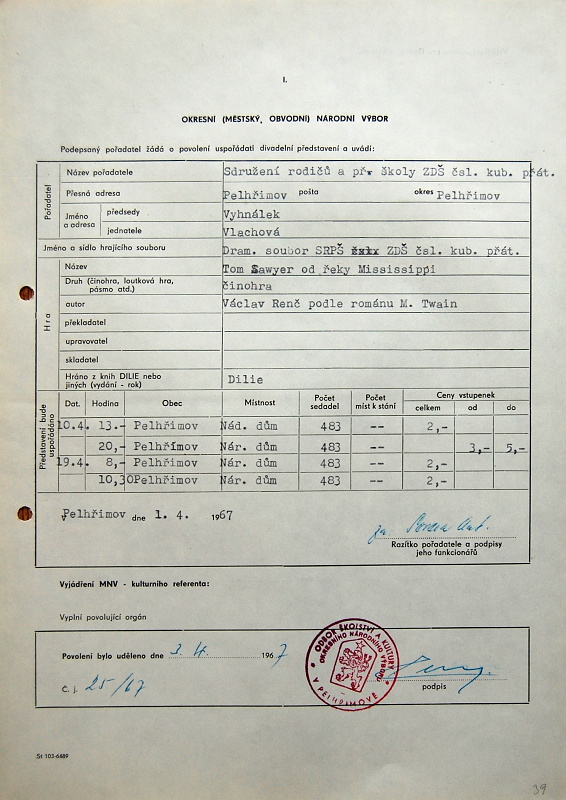 I.
OKRESNÍ (MĚSTSKÝ, OBVODNÍ) NÁRODNÍ VÝBOR
Podepsaný pořadatel žádá o povolení uspořádati divadelní představení a uvádí:
Pořadatel
Název pořadatele Sdružení rodičů a př. školy ZDŠ čsl. kub. přát.
Přesná adresa Pelhřimov pošta okres Pelhřimov
Jméno a adresa předsedy Vyhnálek
jednatele Vlachová
Jméno a sídlo hrajícího souboru Dram. soubor SRPŠ ZDŠ čsl. kub. přát.
Hra
Název Tom Sawyer od řeky Mississippi
Druh (činohra, loutková hra, pásmo atd.) činohra
autor Václav Renč podle románu M. Twain
překladatel
upravovatel
skladatel
Hráno z knih DILIE nebo jiných (vydání - rok) Dilie
Představení bude uspořádáno
Dat. Hodina Obec Místnost Počet sedadel Počet míst k stání Ceny vstupenek
celkem od do
10.4. 13.- Pelhřimov Nád. dům 483 -- 2,-
20,- Pelhřimov Nár. dům 483 -- 3,- 5,-
19.4. 8,- Pelhřimov Nár. dům 483 -- 2,-
10,30 Pelhřimov Nár. dům 483 -- 2,-
V Pelhřimov dne 1. 4. 1967
za
Razítko pořadatele a podpisy
jeho funkcionářů
Vyjádření MNV - kulturního referenta:
Vyplní povolující orgán
Povolení bylo uděleno dne 3. 4. 1967
ODBOR ŠKOLSTVÍ A KULTURY
OKRESNÍHO NÁRODNÍHO VÝBORU
V PELHŘIMOVĚ
Č. j. 25/67
podpis
St 103-6489
39